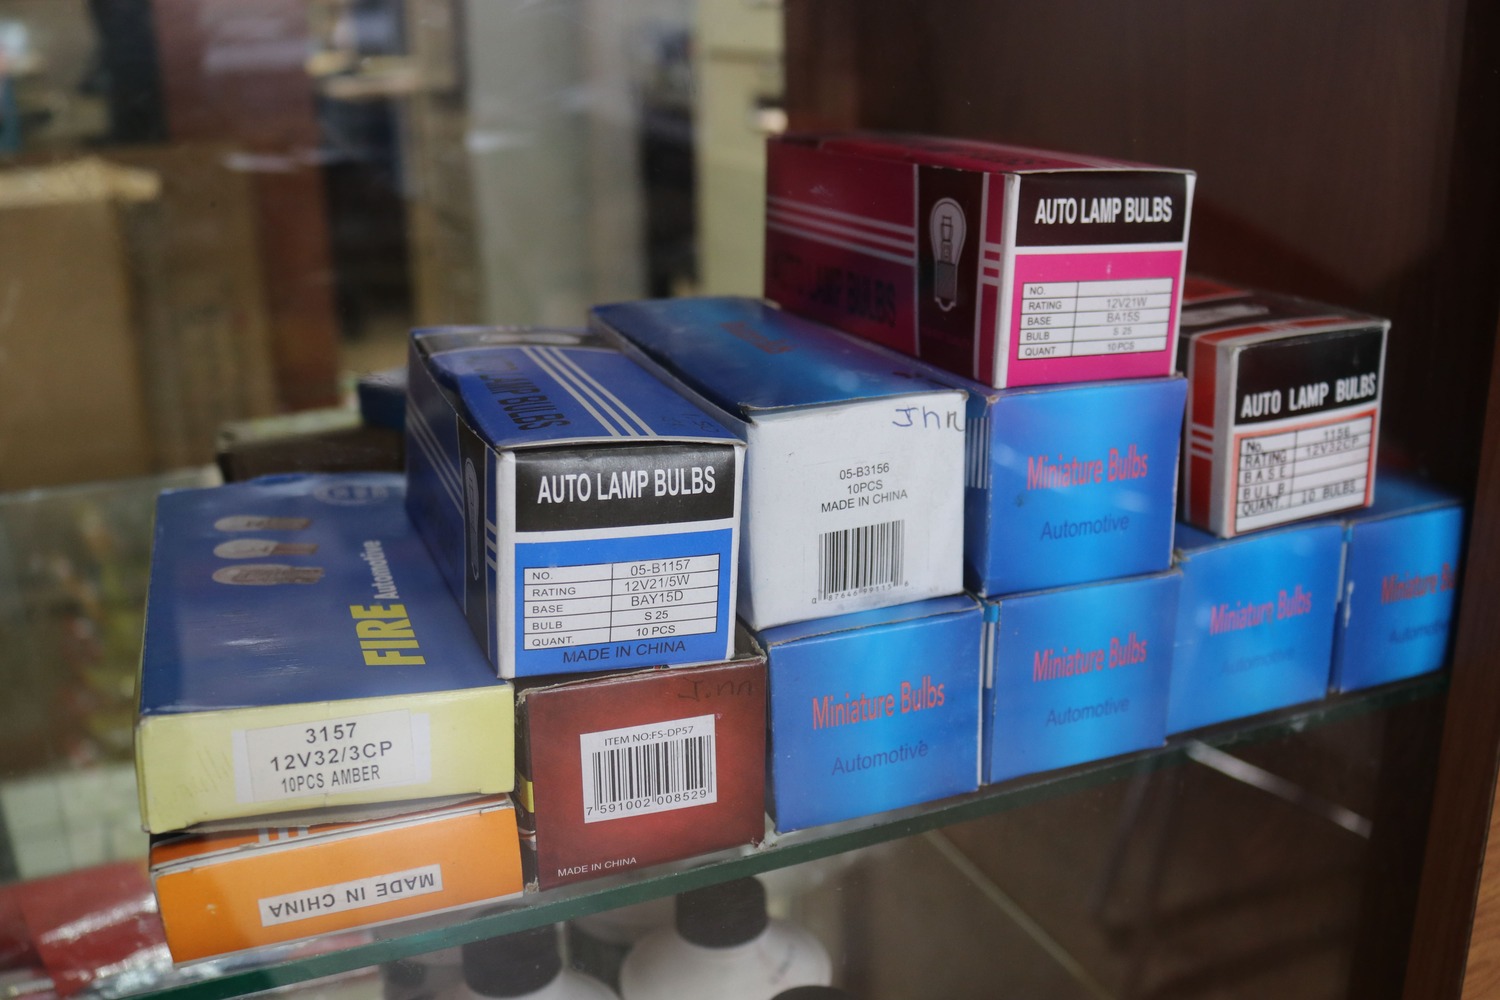 AUTO LAMP BULBS
NO.
RATING 12V21W
BASE BA15S
BULB S 25
QUANT 10 PCS
BULBS
AUTO LAMP BULBS
No. 1156
RATING 12V32CP
BASE
BULB
QUANT. 10 BULBS
LAMP BULBS
AUTO LAMP BULBS
NO. 05-B1157
RATING 12V21/5W
BASE BAY15D
BULB S 25
QUANT. 10 PCS
MADE IN CHINA
05-B3156
10PCS
MADE IN CHINA
Miniature Bulbs
Automotive
Miniature Bulbs
Automotive
Miniature Bulbs
Automotive
Miniature Bulbs
Automotive
Miniature B
Automo
FIRE Automotive
3157
12V32/3CP
10PCS AMBER
ITEM NO:FS-DP57
7 591002 008529
MADE IN CHINA
MADE IN CHINA